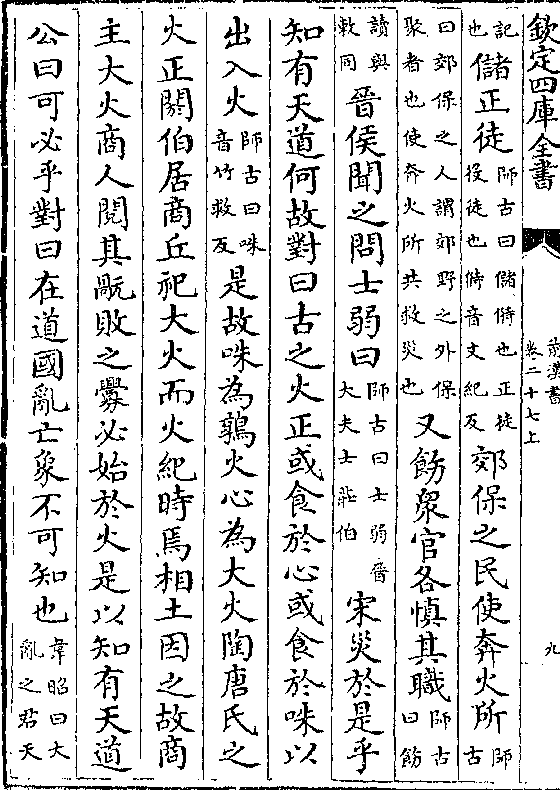 欽定四庫全書
前漢書
卷二十七上
九
記也儲正徒師古曰儲偫也正徒役徒也偫音丈紀反郊保之民使奔火所師古
曰郊保之人謂郊野之外保聚者也使奔火所共救災也又飭衆官各慎其職師古曰飭
讀與敕同晉侯聞之問士弱曰師古曰士弱晉大夫士莊伯宋災於是乎
知有天道何故對曰古之火正或食於心或食於咮以
出入火師古曰咮音竹救反是故咮為鶉火心為大火陶唐氏之
火正閼伯居商丘祀大火而火紀時焉相土因之故商
主大火商人閱其旤敗之釁必始於火是以知有天道
公曰可必乎對曰在道國亂亡象不可知也韋昭曰大亂之君天